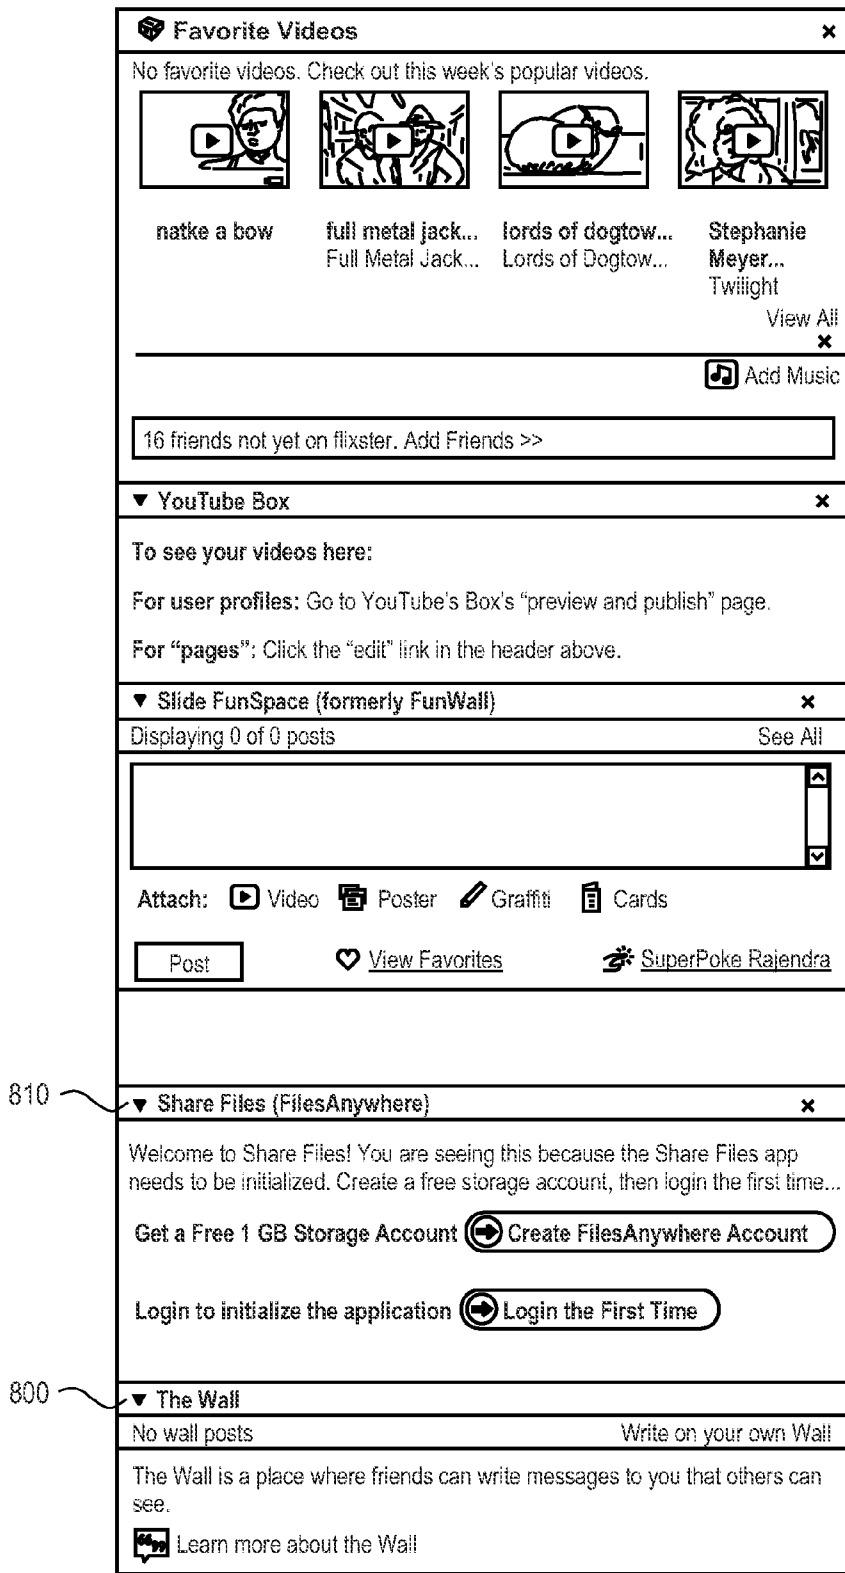 Favorite Videos
No favorite videos. Check out this week's popular videos.
natke a bow
full metal jack...
Full Metal Jack...
lords of dogtow...
Lords of Dogtow...
Stephanie
Meyer...
Twilight
View All
Add Music
16 friends not yet on flixster. Add Friends >>
YouTube Box
To see your videos here:
For user profiles: Go to YouTube's Box's “preview and publish” page.
For “pages”: Click the “edit” link in the header above.
Slide FunSpace (formerly FunWall)
Displaying 0 of 0 posts See All
Attach: Video Poster Graffiti Cards
Post View Favorites SuperPoke Rajendra
810
Share Files (FilesAnywhere)
Welcome to Share Files! You are seeing this because the Share Files app
needs to be initialized. Create a free storage account, then login the first time...
Get a Free 1 GB Storage Account Create FilesAnywhere Account
Login to initialize the application Login the First Time
800
The Wall
No wall posts Write on your own Wall
The Wall is a place where friends can write messages to you that others can
see.
Learn more about the Wall